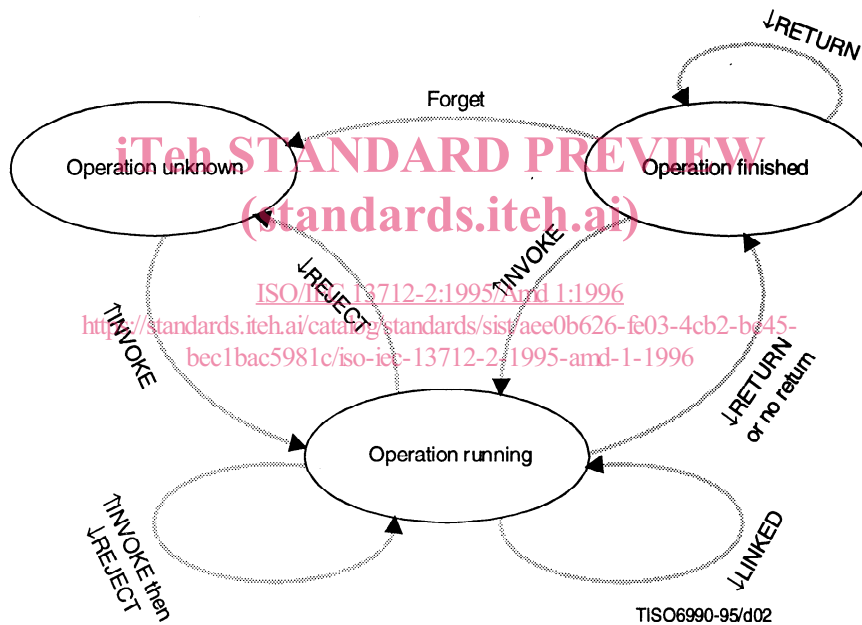 ↓RETURN
Forget
Operation unknown
Operation finished
iTeh STANDARD PREVIEW
(standards.iteh.ai)
↓REJECT
↑INVOKE
ISO/IEC 13712-2:1995/Amd 1:1996
https://standards.iteh.ai/catalog/standards/sist/aee0b626-fe03-4cb2-be45-
bec1bac5981c/iso-iec-13712-2-1995-amd-1-1996
↑INVOKE
↓RETURN
or no return
Operation running
↑INVOKE then
↓REJECT
↓LINKED
TISO6990-95/d02